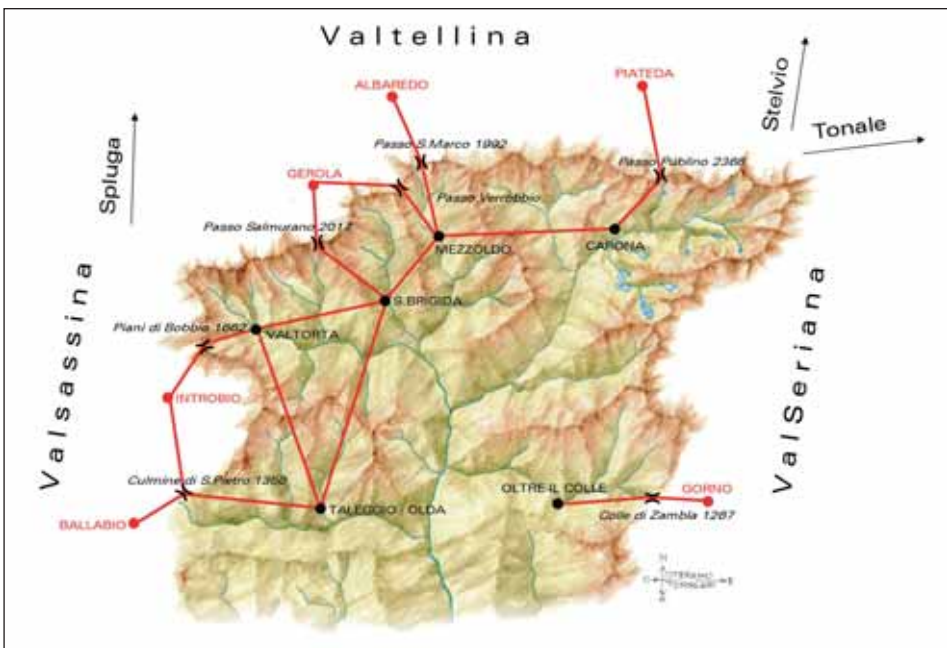 Valtellina
Stelvio
Tonale
Spluga
ALBAREDO
PIATEDA
Passo S.Marco 1992
Passo Publino 2368
GEROLA
Passo Verrobbio
Passo Salmurano 2017
MEZZOLDO
CARONA
Valsassina
ValSeriana
S.BRIGIDA
Piani di Bobbio 1662
VALTORTA
INTROBIO
Culmine di S.Pietro 1350
OLTRE IL COLLE
GORNO
BALLABIO
TALEGGIO / OLDA
Colle di Zambla 1267
N
O
E
S